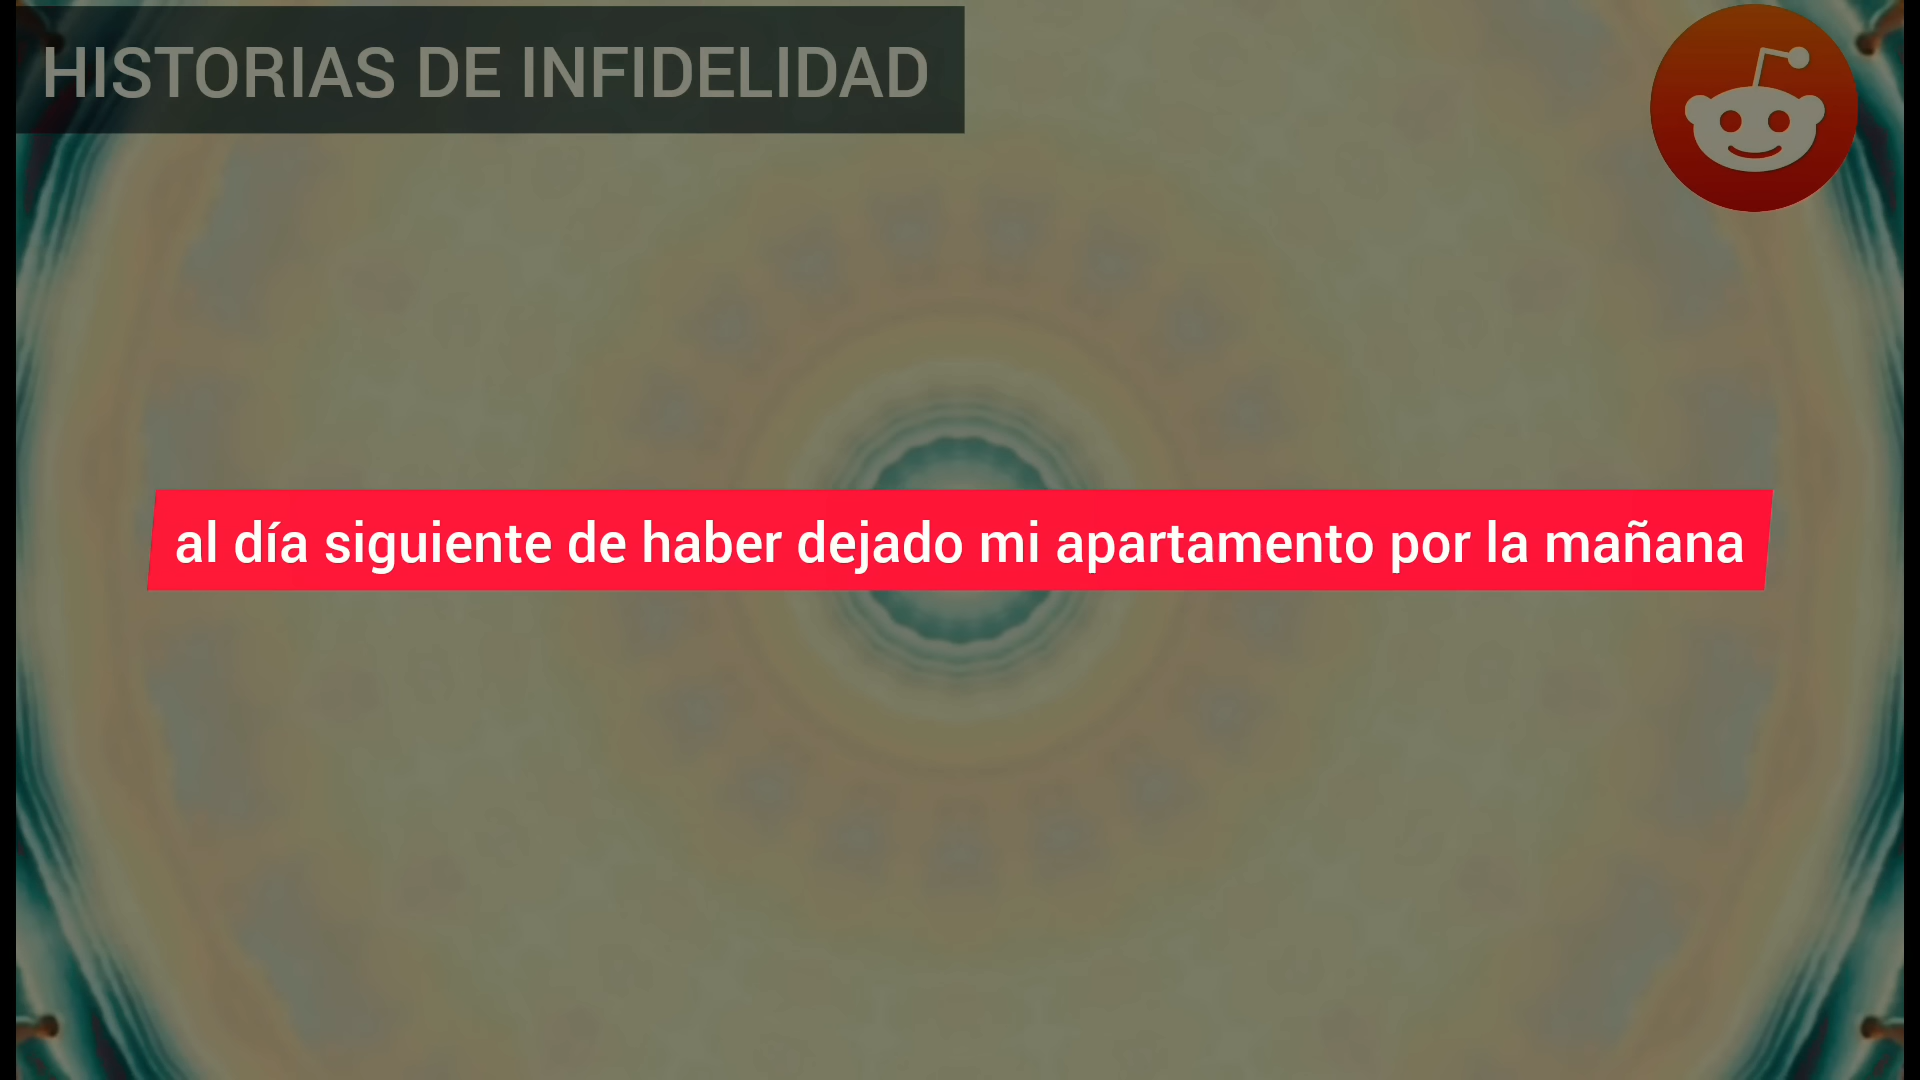 HISTORIAS DE INFIDELIDAD
al día siguiente de haber dejado mi apartamento por la mañana